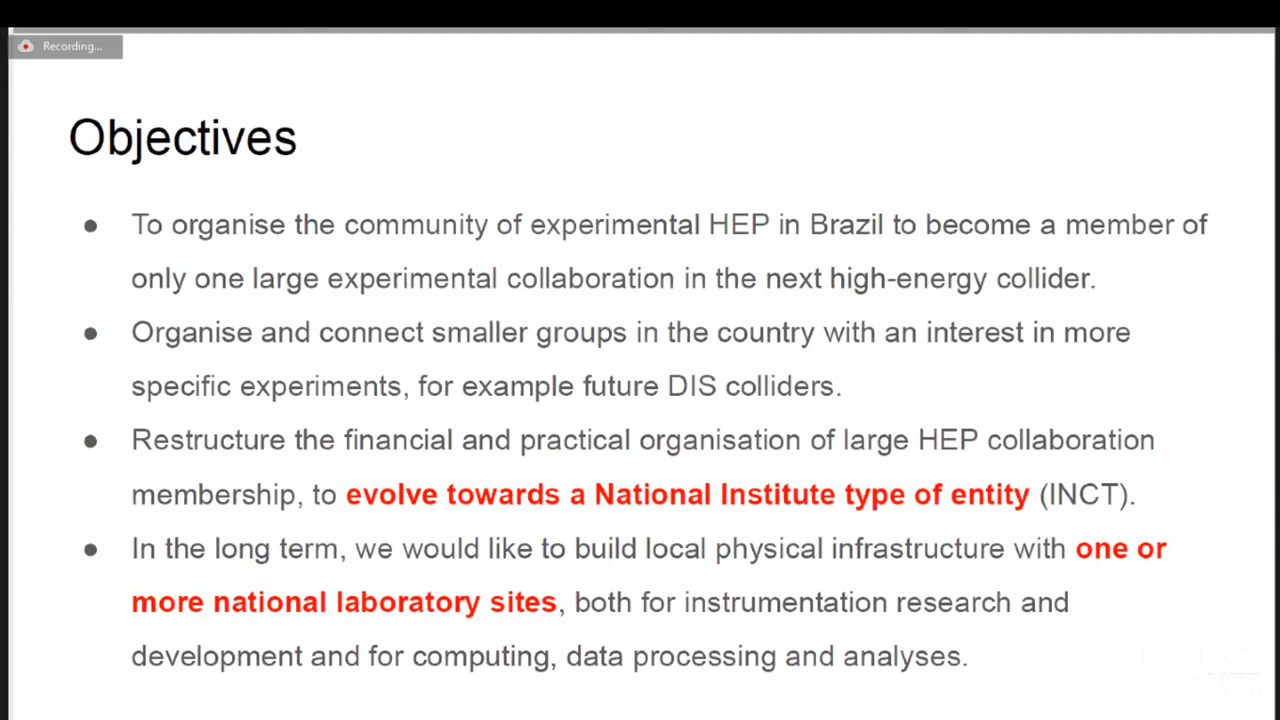 Recording...
Objectives
● To organise the community of experimental HEP in Brazil to become a member of
only one large experimental collaboration in the next high-energy collider.
● Organise and connect smaller groups in the country with an interest in more
specific experiments, for example future DIS colliders.
● Restructure the financial and practical organisation of large HEP collaboration
membership, to evolve towards a National Institute type of entity (INCT).
● In the long term, we would like to build local physical infrastructure with one or
more national laboratory sites, both for instrumentation research and
development and for computing, data processing and analyses.